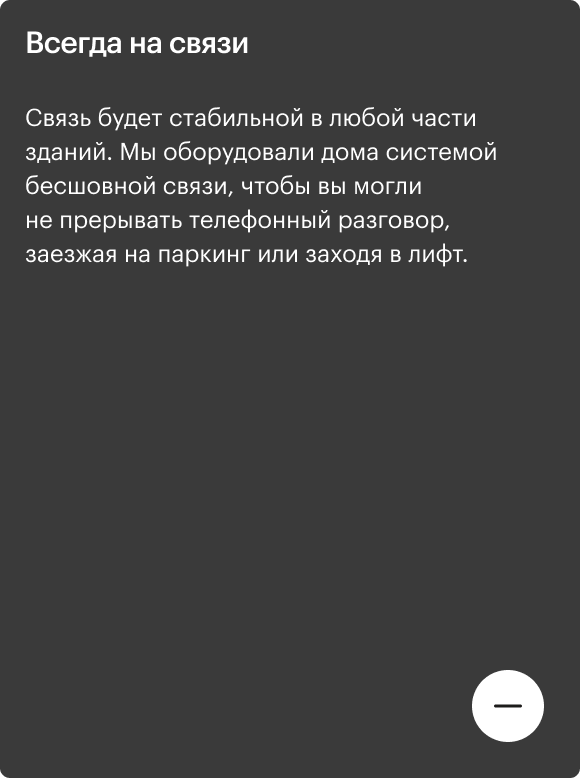 Всегда на связи
Связь будет стабильной в любой части
зданий. Мы оборудовали дома системой
бесшовной связи, чтобы вы могли
не прерывать телефонный разговор,
заезжая на паркинг или заходя в лифт.